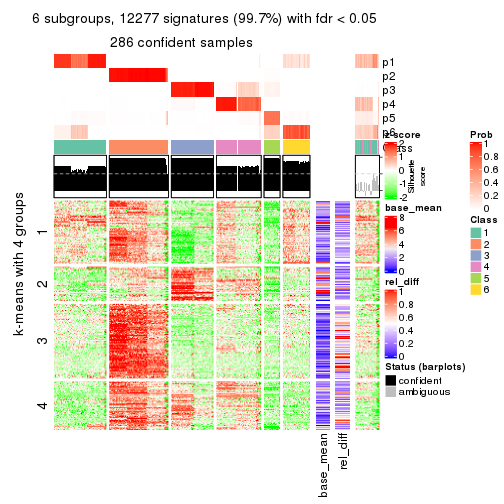 6 subgroups, 12277 signatures (99.7%) with fdr < 0.05
286 confident samples
p1
p2
p3
p4
p5
p6
Class
z-score
2
1
0
-1
-2
Silhouette
score
Prob
1
0.8
0.6
0.4
0.2
0
Class
1
2
3
4
5
6
base_mean
8
6
4
2
0
rel_diff
1
0.8
0.6
0.4
0.2
0
Status (barplots)
confident
ambiguous
k-means with 4 groups
1
2
3
4
base_mean
rel_diff